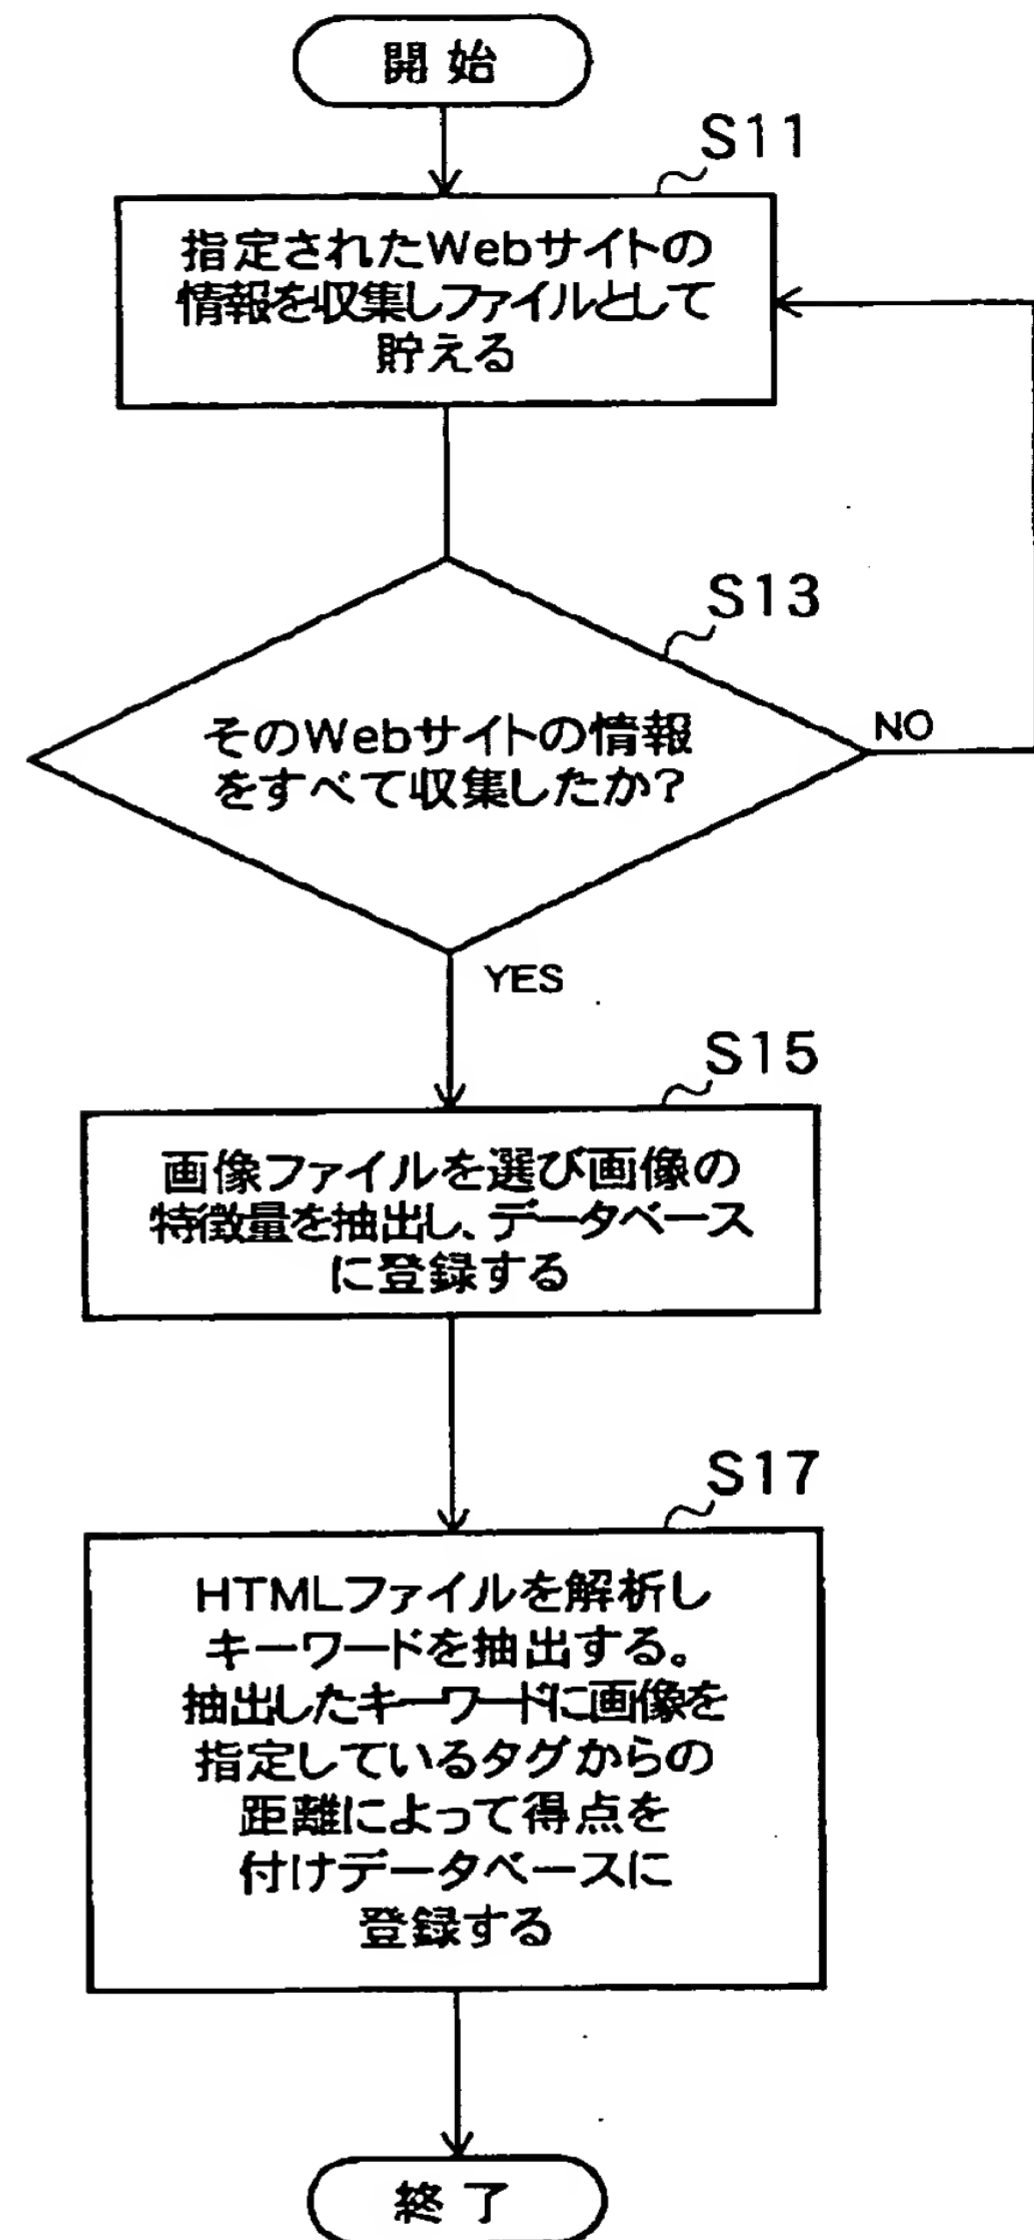 開始
S11
指定されたWebサイトの
情報を収集しファイルとして
貯える
S13
そのWebサイトの情報
をすべて収集したか?
NO
YES
S15
画像ファイルを選び画像の
特徴量を抽出し、データベース
に登録する
S17
HTMLファイルを解析し
キーワードを抽出する。
抽出したキーワードに画像を
指定しているタグからの
距離によって得点を
付けデータベースに
登録する
終了